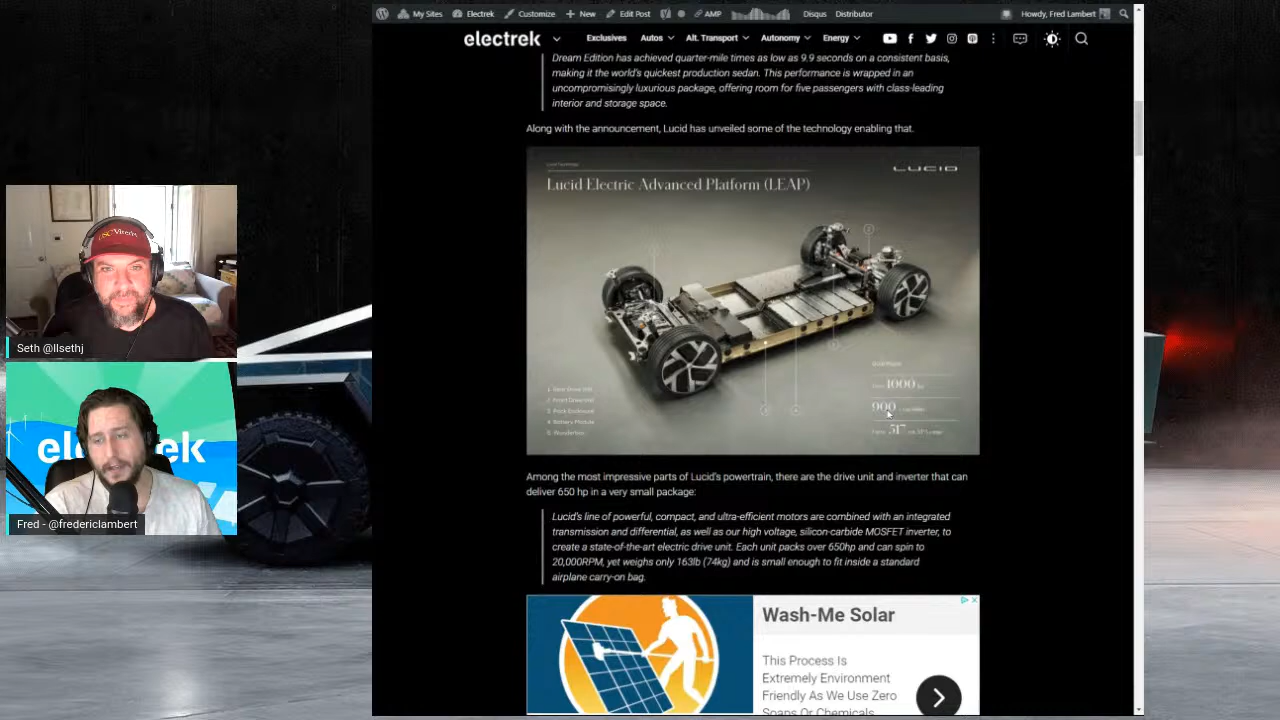 My Sites
Electrek
Customize
New
Edit Post
AMP
Disqus
Distributor
Howdy, Fred Lambert
electrek
Exclusives
Autos
Alt. Transport
Autonomy
Energy
Dream Edition has achieved quarter-mile times as low as 9.9 seconds on a consistent basis,
making it the world's quickest production sedan. This performance is wrapped in an
uncompromisingly luxurious package, offering room for five passengers with class-leading
interior and storage space.
Along with the announcement, Lucid has unveiled some of the technology enabling that.
Lucid Electric Advanced Platform (LEAP)
LUCID
1000
900
517
Among the most impressive parts of Lucid's powertrain, there are the drive unit and inverter that can
deliver 650 hp in a very small package:
Lucid's line of powerful, compact, and ultra-efficient motors are combined with an integrated
transmission and differential, as well as our high voltage, silicon-carbide MOSFET inverter, to
create a state-of-the-art electric drive unit. Each unit packs over 650hp and can spin to
20,000RPM, yet weighs only 163lb (74kg) and is small enough to fit inside a standard
airplane carry-on bag.
Wash-Me Solar
This Process Is
Extremely Environment
Friendly As We Use Zero
Soaps Or Chemicals
USC Viterbi
Seth @llsethj
ele
ek
Fred - @fredericlambert